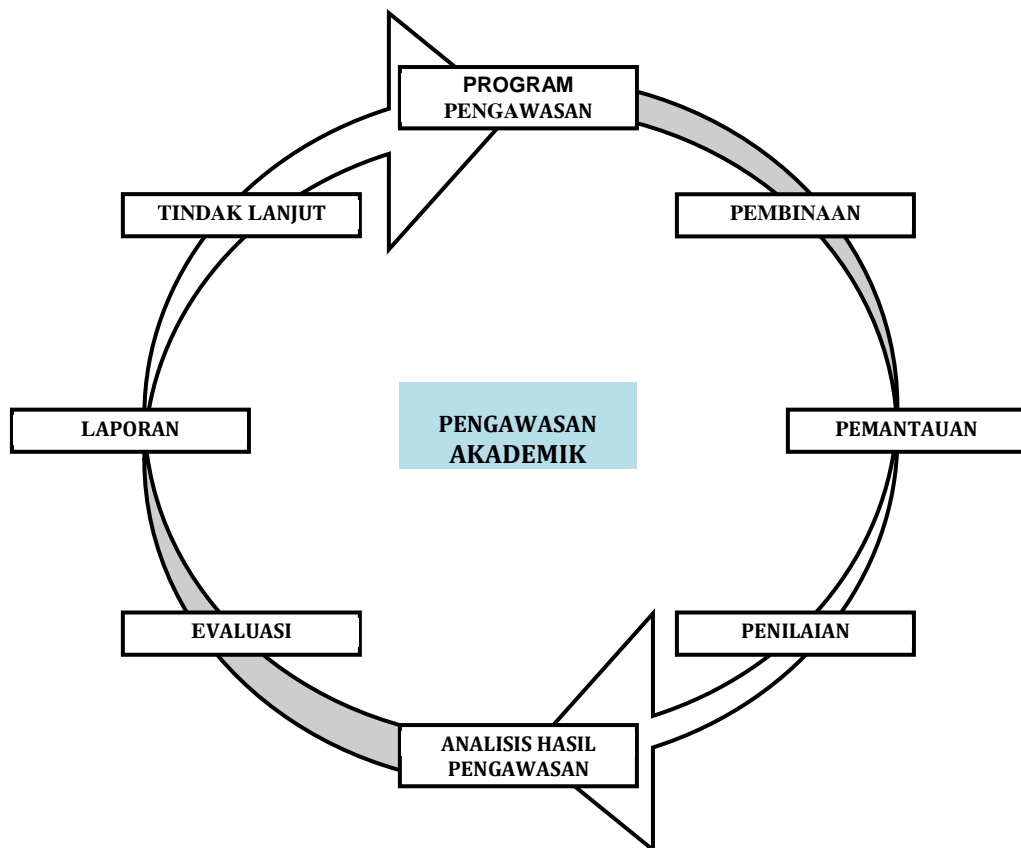 PROGRAM
PENGAWASAN
TINDAK LANJUT
PEMBINAAN
LAPORAN
PENGAWASAN
AKADEMIK
PEMANTAUAN
EVALUASI
PENILAIAN
ANALISIS HASIL
PENGAWASAN